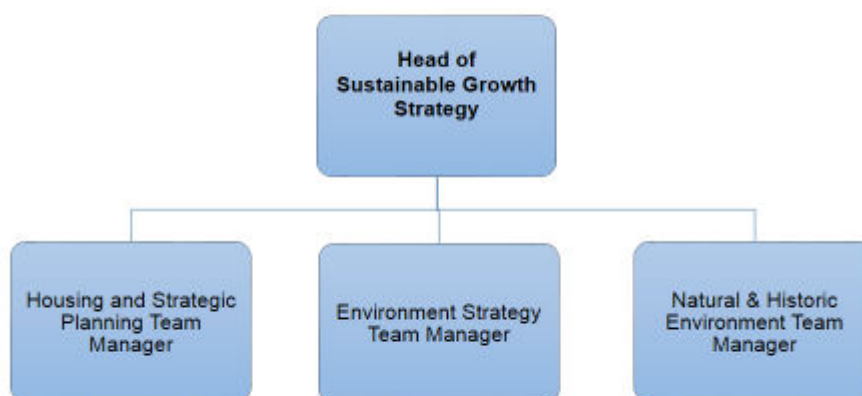 Head of
Sustainable Growth
Strategy
Housing and Strategic
Planning Team
Manager
Environment Strategy
Team Manager
Natural & Historic
Environment Team
Manager